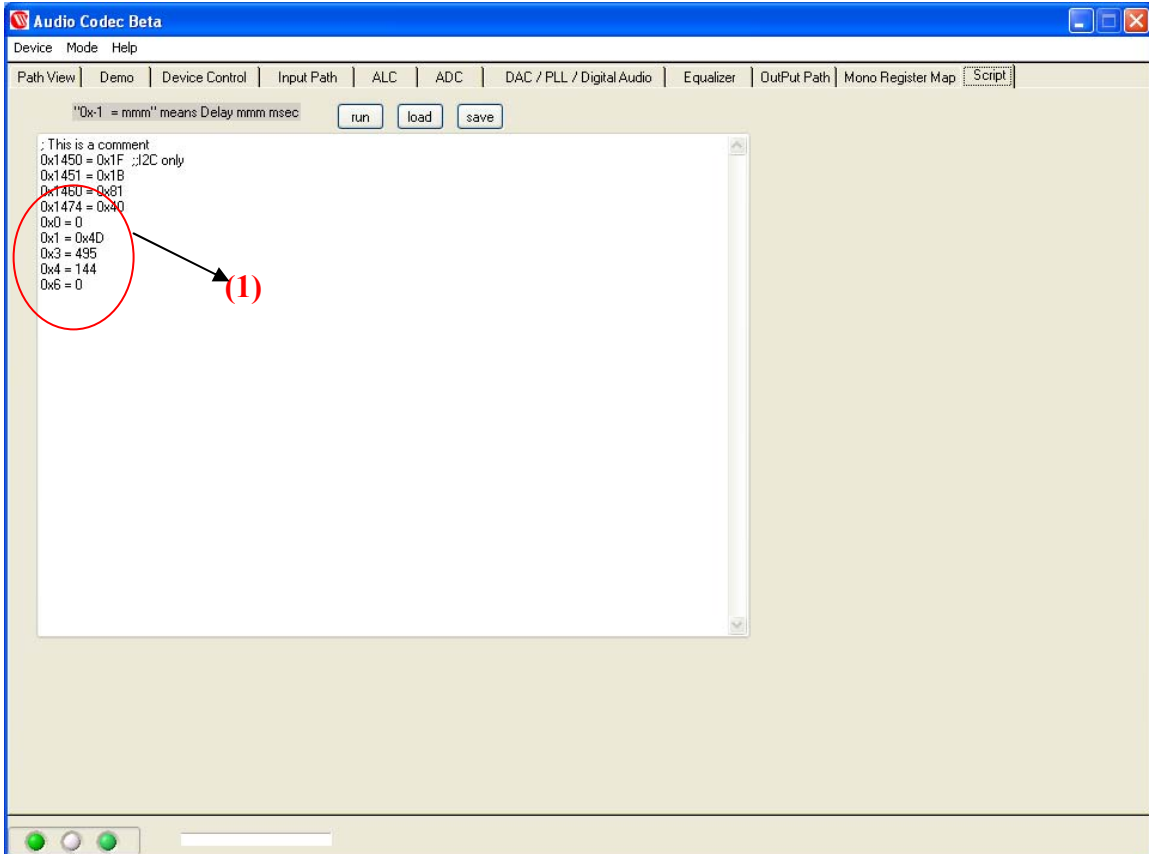 Audio Codec Beta
Device Mode Help
Path View Demo Device Control Input Path ALC ADC DAC / PLL / Digital Audio Equalizer OutPut Path Mono Register Map Script
"0x-1 = mmm" means Delay mmm msec run load save
; This is a comment
0x1450 = 0x1F ;;I2C only
0x1451 = 0x1B
0x1460 = 0x81
0x1474 = 0x40
0x0 = 0
0x1 = 0x4D
0x3 = 495
0x4 = 144
0x6 = 0
(1)